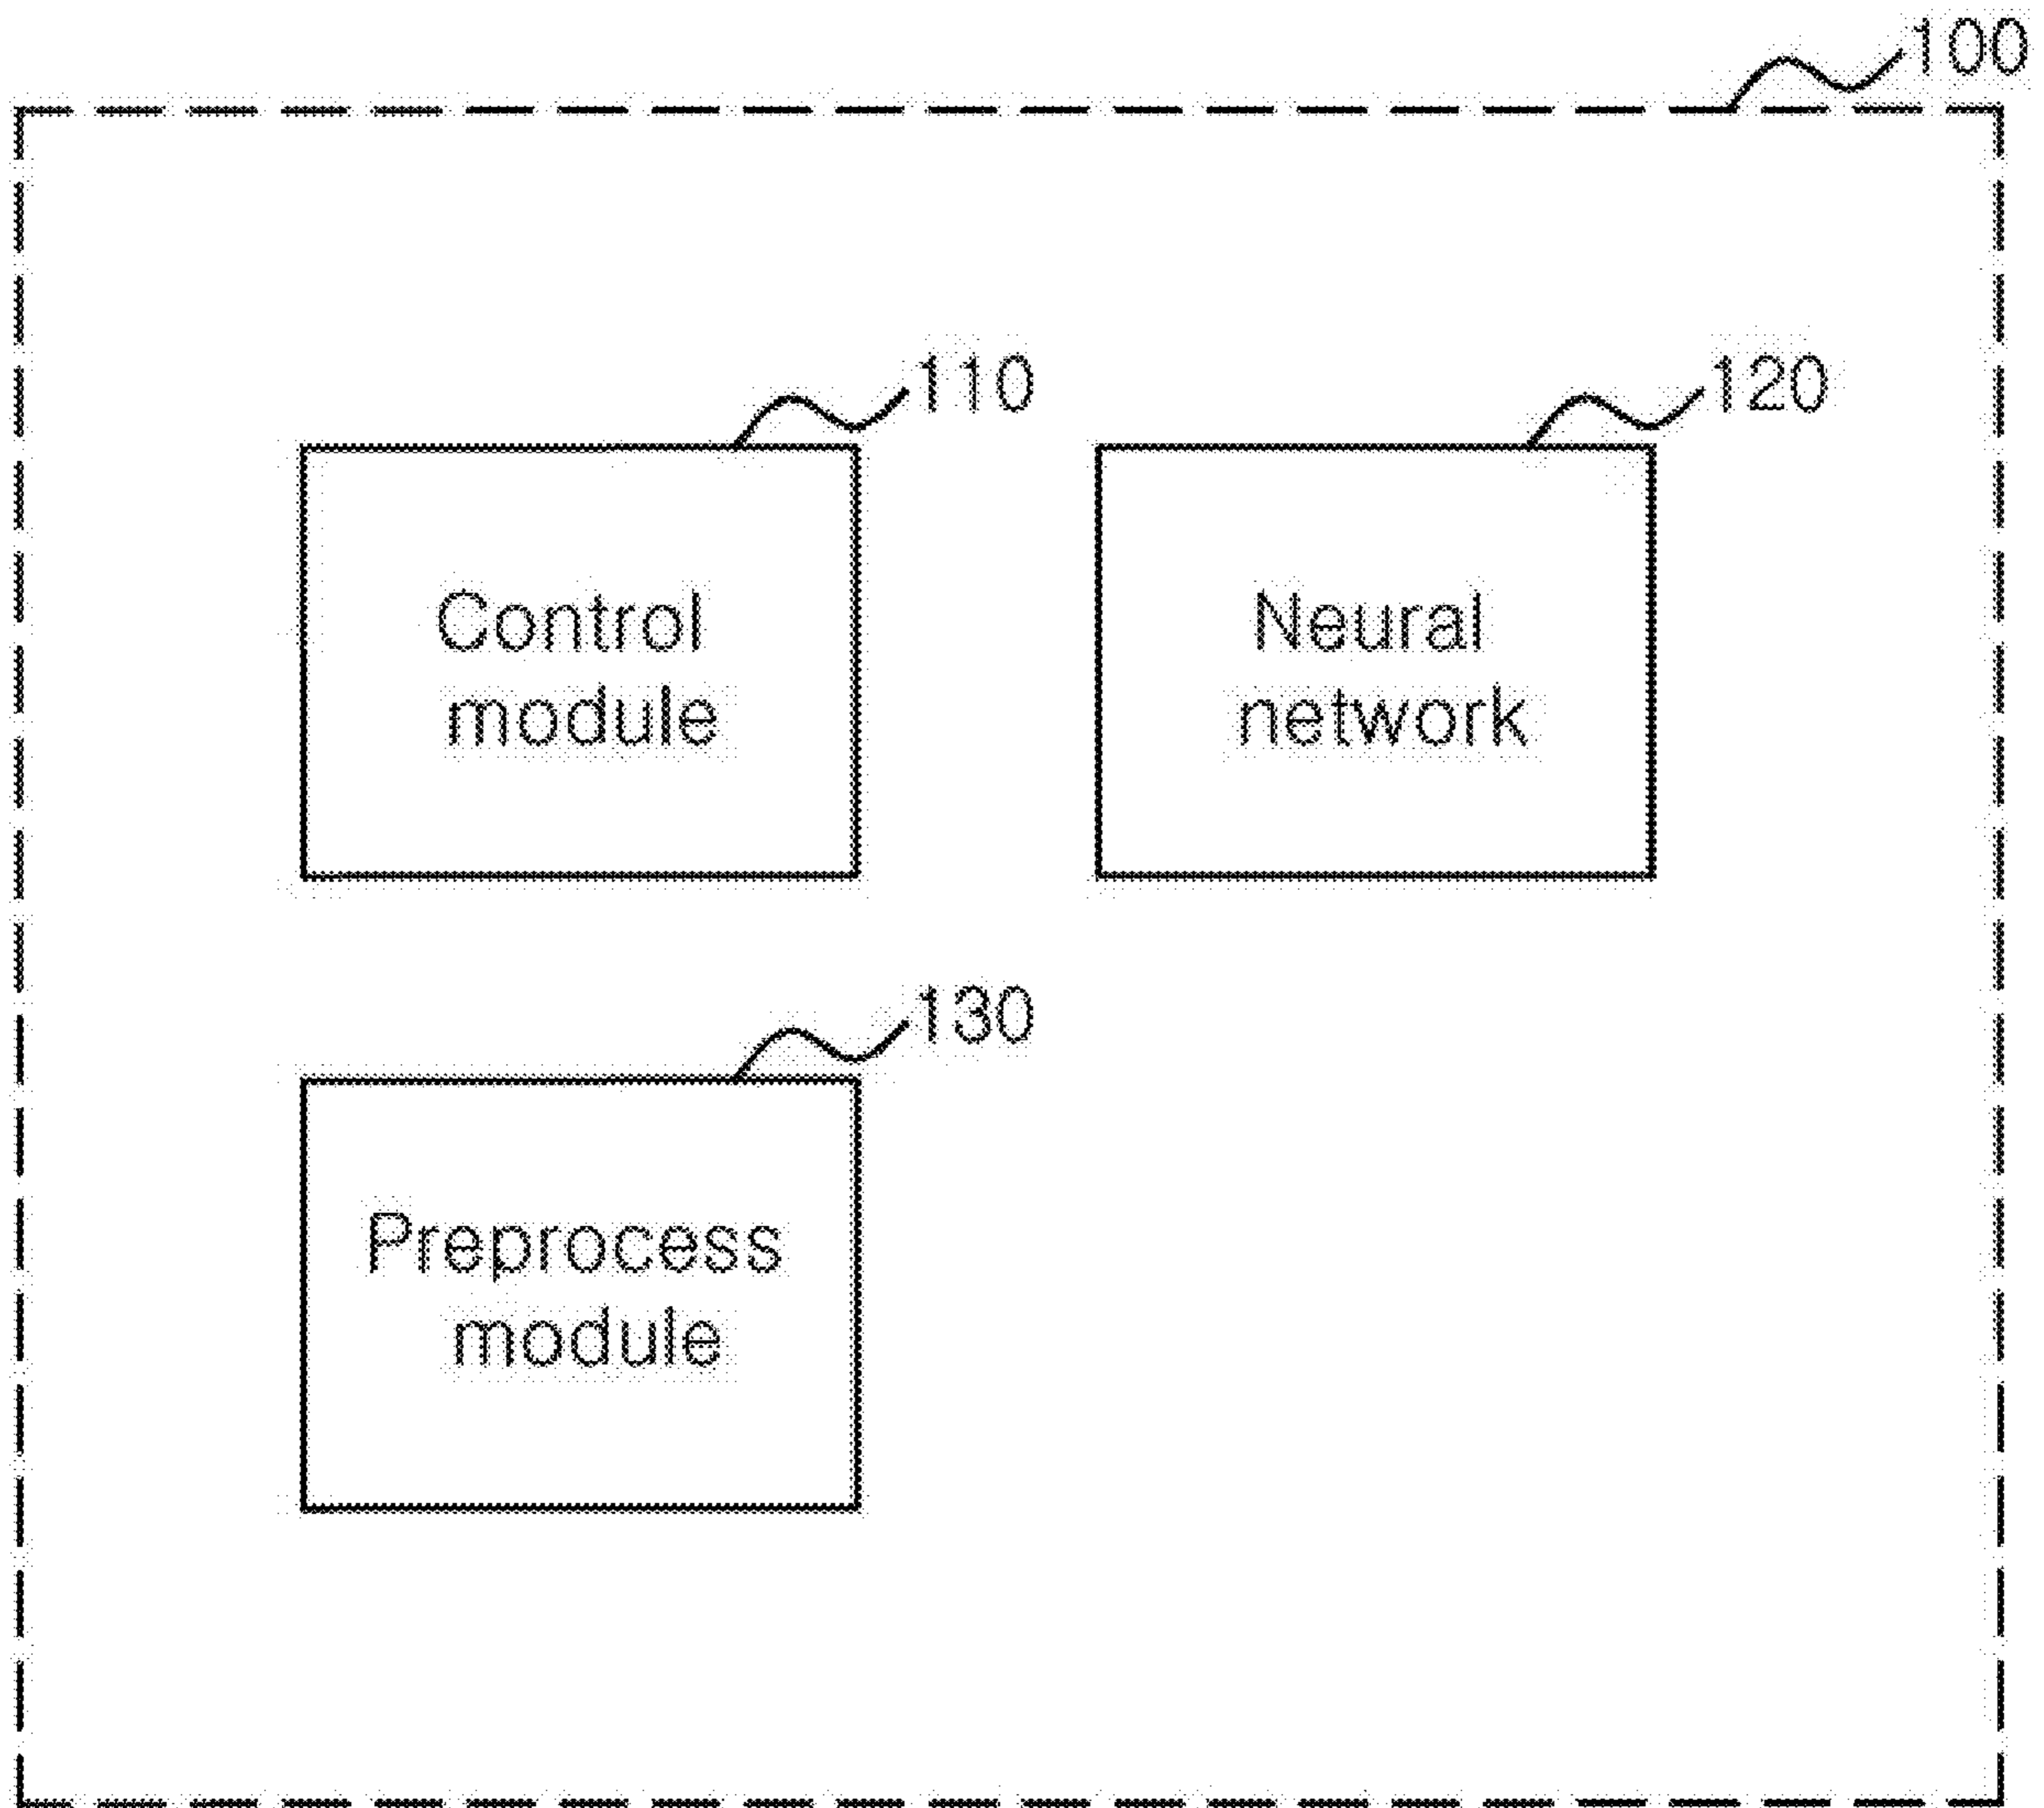 100
110
120
Control
module
Neural
network
130
Preprocess
module